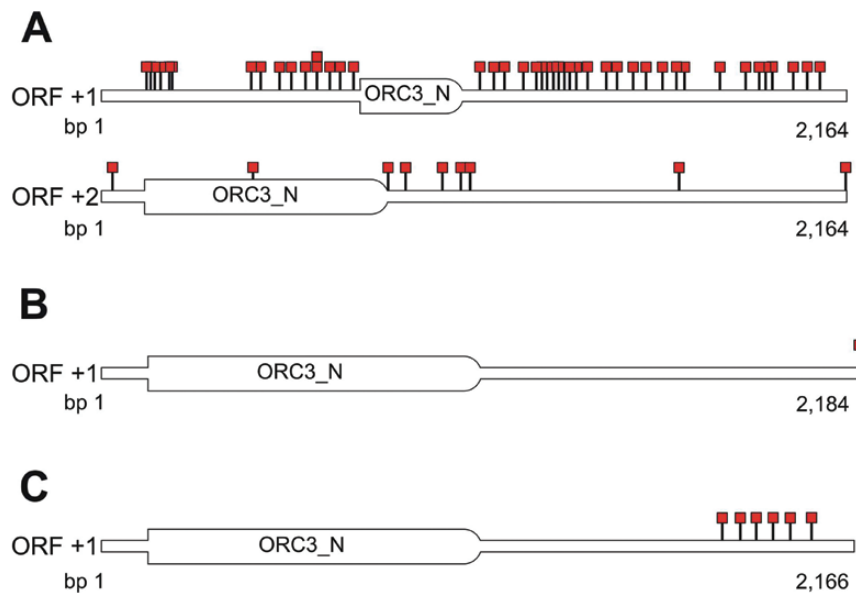 A
ORF +1 ORC3_N
bp 1 2,164
ORF +2 ORC3_N
bp 1 2,164
B
ORF +1 ORC3_N
bp 1 2,184
C
ORF +1 ORC3_N
bp 1 2,166